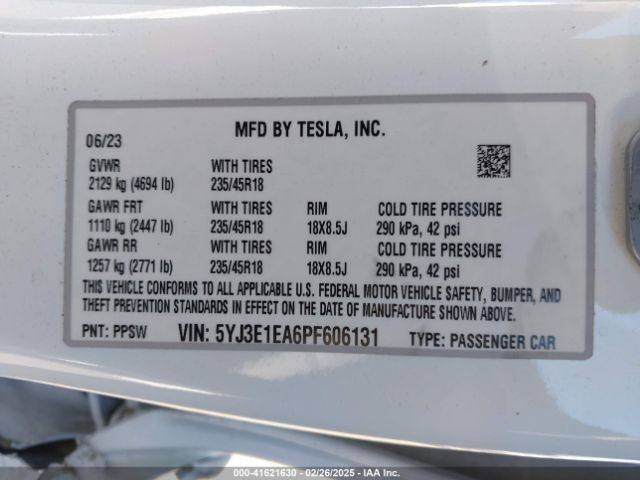 MFD BY TESLA, INC.
06/23
GVWR WITH TIRES
2129 kg (4694 lb) 235/45R18
GAWR FRT WITH TIRES RIM COLD TIRE PRESSURE
1110 kg (2447 lb) 235/45R18 18X8.5J 290 kPa, 42 psi
GAWR RR WITH TIRES RIM COLD TIRE PRESSURE
1257 kg (2771 lb) 235/45R18 18X8.5J 290 kPa, 42 psi
THIS VEHICLE CONFORMS TO ALL APPLICABLE U.S. FEDERAL MOTOR VEHICLE SAFETY, BUMPER, AND
THEFT PREVENTION STANDARDS IN EFFECT ON THE DATE OF MANUFACTURE SHOWN ABOVE.
PNT: PPSW VIN: 5YJ3E1EA6PF606131 TYPE: PASSENGER CAR
000-41621630 - 02/26/2025 - IAA Inc.